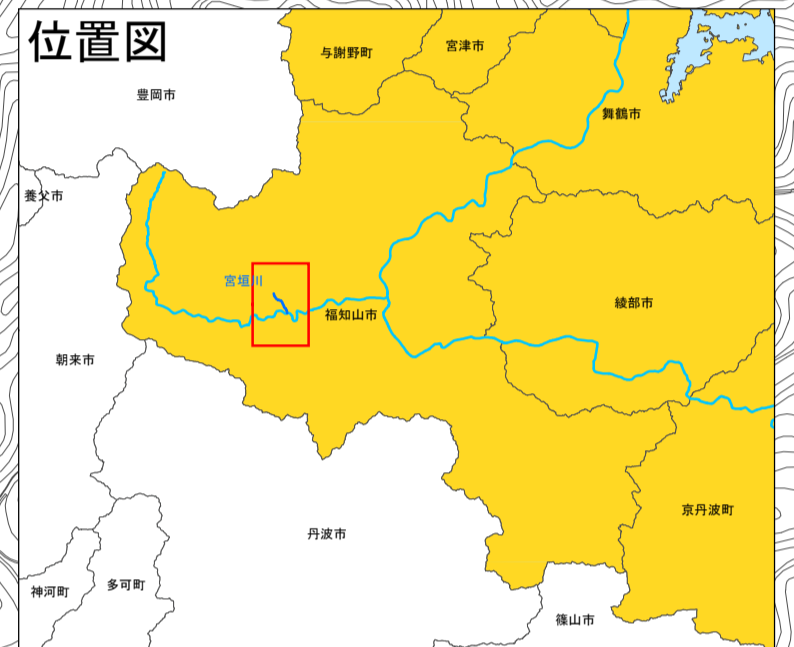 位置図
与謝野町
宮津市
豊岡市
舞鶴市
養父市
宮垣川
綾部市
福知山市
朝来市
京丹波町
丹波市
多可町
神河町
篠山市